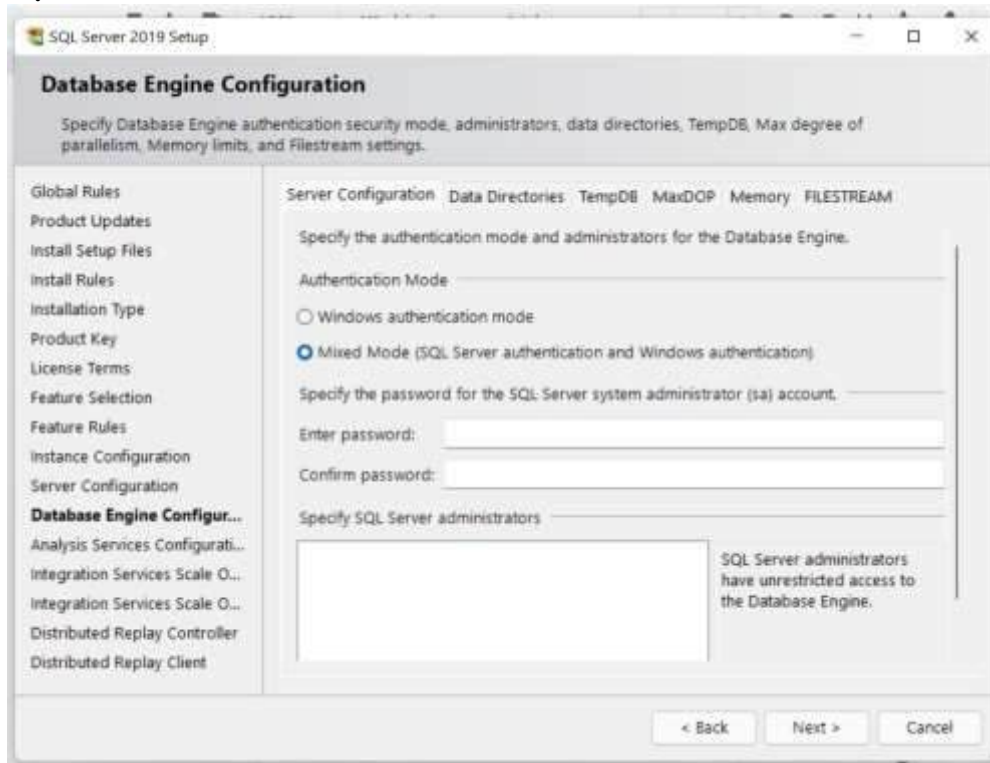 SQL Server 2019 Setup
Database Engine Configuration
Specify Database Engine authentication security mode, administrators, data directories, TempDB, Max degree of
parallelism, Memory limits, and Filestream settings.
Global Rules
Product Updates
Install Setup Files
Install Rules
Installation Type
Product Key
License Terms
Feature Selection
Feature Rules
Instance Configuration
Server Configuration
Database Engine Configur...
Analysis Services Configurati...
Integration Services Scale O...
Integration Services Scale O...
Distributed Replay Controller
Distributed Replay Client
Server Configuration Data Directories TempDB MaxDOP Memory FILESTREAM
Specify the authentication mode and administrators for the Database Engine.
Authentication Mode
Windows authentication mode
Mixed Mode (SQL Server authentication and Windows authentication)
Specify the password for the SQL Server system administrator (sa) account.
Enter password:
Confirm password:
Specify SQL Server administrators
SQL Server administrators
have unrestricted access to
the Database Engine.
< Back Next > Cancel